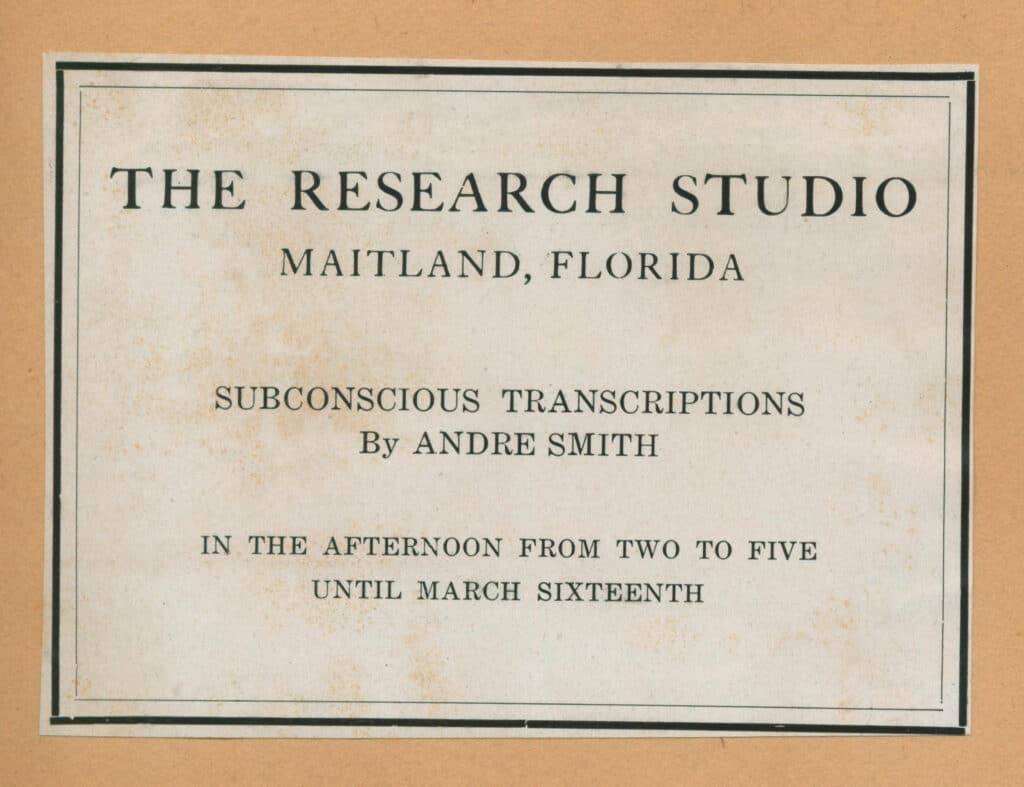 THE RESEARCH STUDIO
MAITLAND, FLORIDA
SUBCONSCIOUS TRANSCRIPTIONS
By ANDRE SMITH
IN THE AFTERNOON FROM TWO TO FIVE
UNTIL MARCH SIXTEENTH